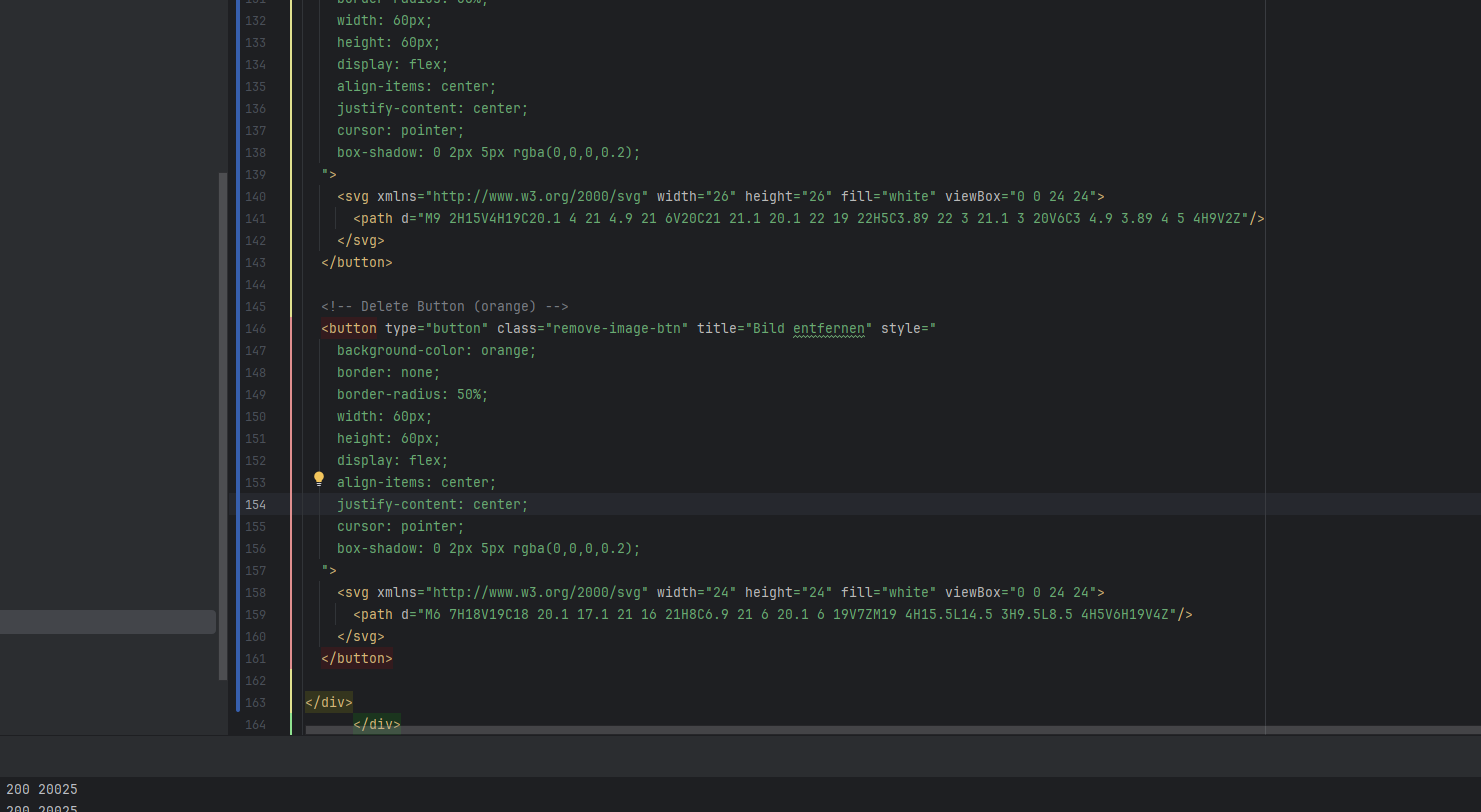 131 border-radius: 50%;
132 width: 60px;
133 height: 60px;
134 display: flex;
135 align-items: center;
136 justify-content: center;
137 cursor: pointer;
138 box-shadow: 0 2px 5px rgba(0,0,0,0.2);
139 ">
140 <svg xmlns="http://www.w3.org/2000/svg" width="26" height="26" fill="white" viewBox="0 0 24 24">
141 <path d="M9 2H15V4H19C20.1 4 21 4.9 21 6V20C21 21.1 20.1 22 19 22H5C3.89 22 3 21.1 3 20V6C3 4.9 3.89 4 5 4H9V2Z"/>
142 </svg>
143 </button>
144
145 <!-- Delete Button (orange) -->
146 <button type="button" class="remove-image-btn" title="Bild entfernen" style="
147 background-color: orange;
148 border: none;
149 border-radius: 50%;
150 width: 60px;
151 height: 60px;
152 display: flex;
153 align-items: center;
154 justify-content: center;
155 cursor: pointer;
156 box-shadow: 0 2px 5px rgba(0,0,0,0.2);
157 ">
158 <svg xmlns="http://www.w3.org/2000/svg" width="24" height="24" fill="white" viewBox="0 0 24 24">
159 <path d="M6 7H18V19C18 20.1 17.1 21 16 21H8C6.9 21 6 20.1 6 19V7ZM19 4H15.5L14.5 3H9.5L8.5 4H5V6H19V4Z"/>
160 </svg>
161 </button>
162
163 </div>
164 </div>
200 20025
200 20025